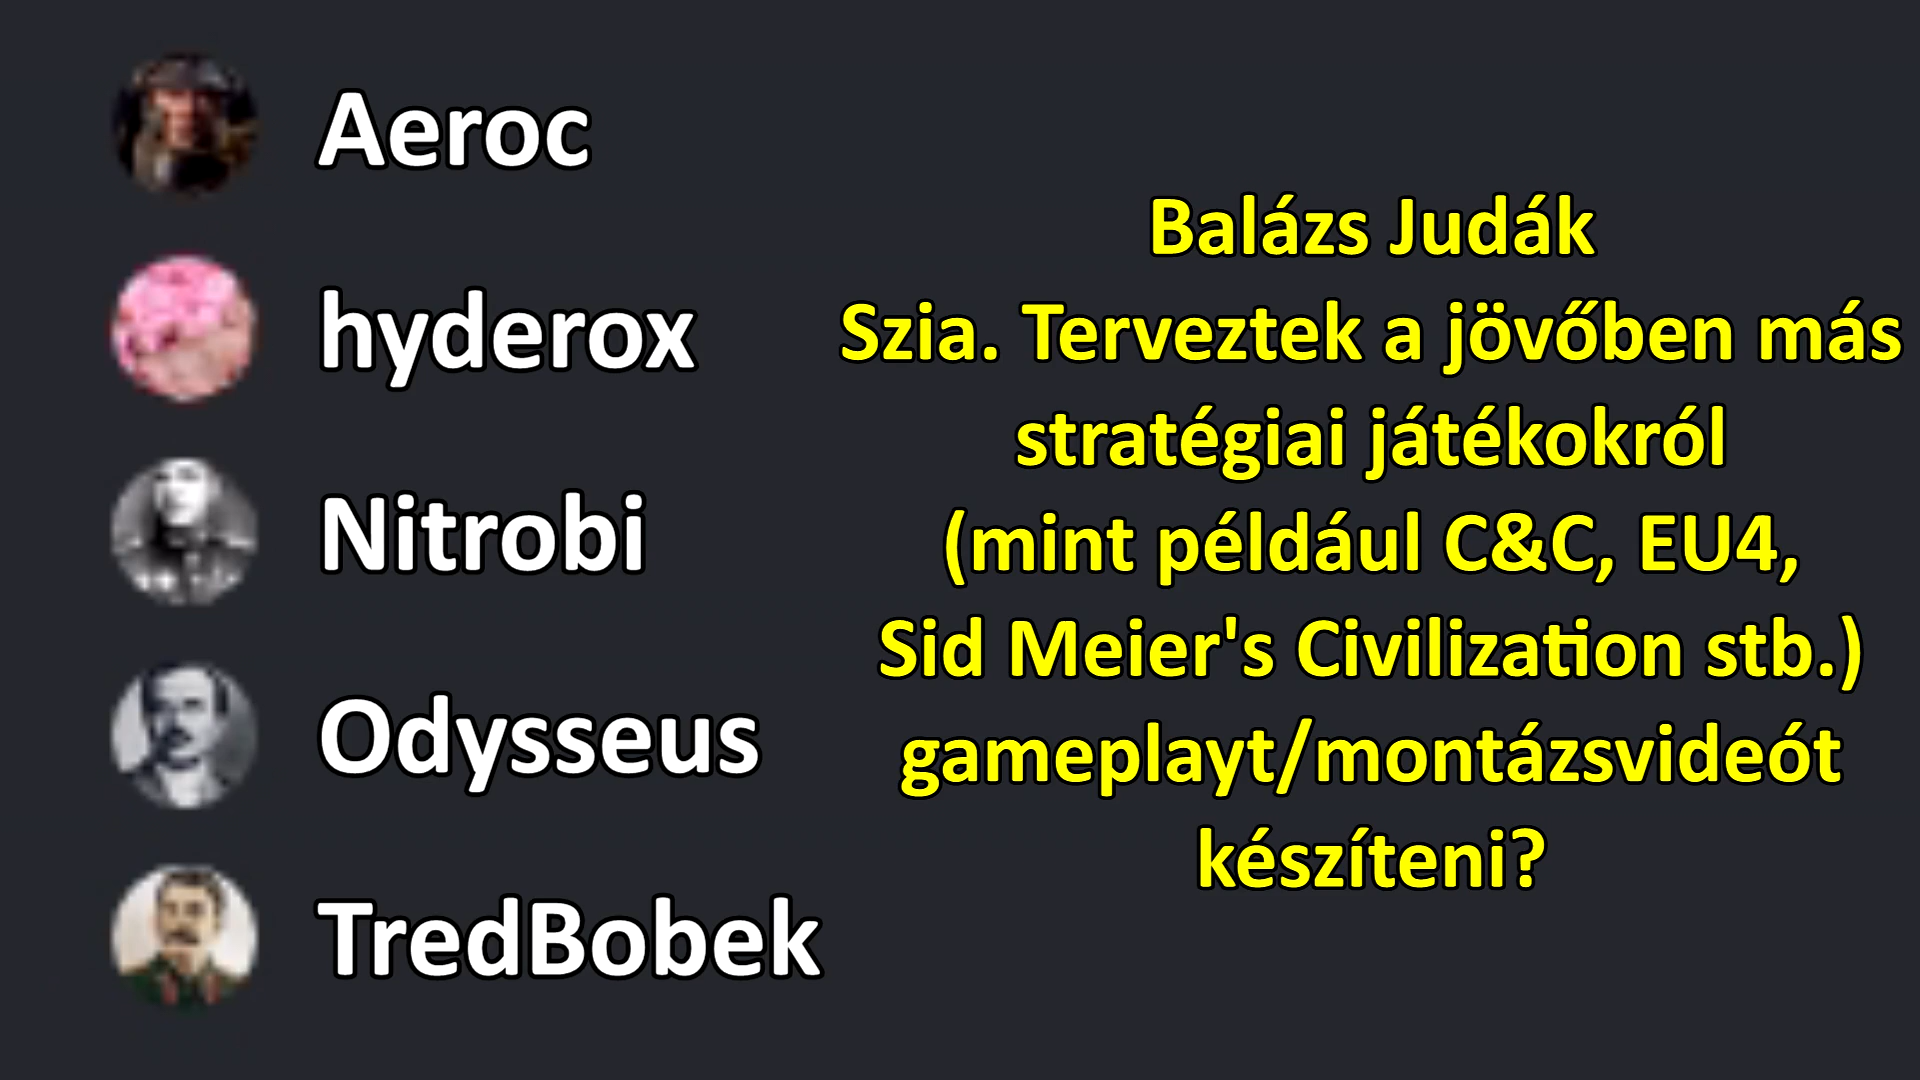 Aeroc
hyderox
Nitrobi
Odysseus
TredBobek
Balázs Judák
Szia. Terveztek a jövőben más
stratégiai játékokról
(mint például C&C, EU4,
Sid Meier's Civilization stb.)
gameplayt/montázsvideót
készíteni?